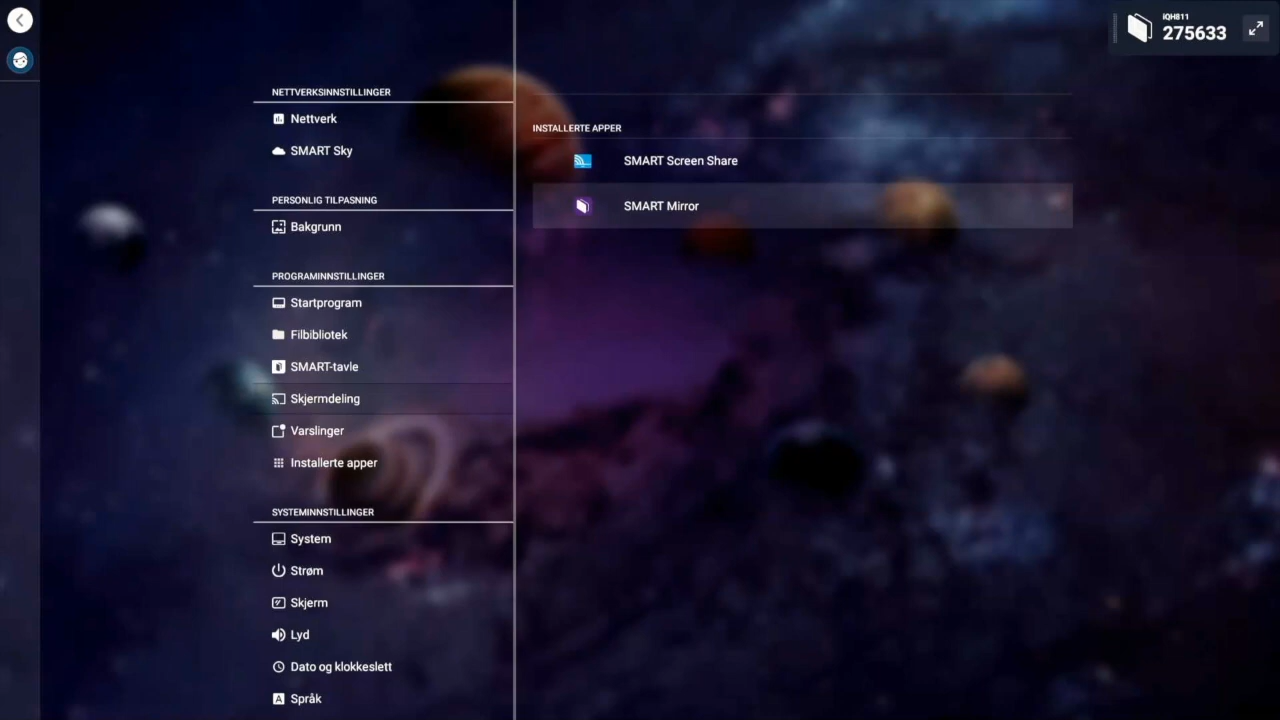 iQH811
275633
NETTVERKSINNSTILLINGER
Nettverk
SMART Sky
PERSONLIG TILPASNING
Bakgrunn
PROGRAMINNSTILLINGER
Startprogram
Filbibliotek
SMART-tavle
Skjermdeling
Varslinger
Installerte apper
SYSTEMINNSTILLINGER
System
Strøm
Skjerm
Lyd
Dato og klokkeslett
Språk
INSTALLERTE APPER
SMART Screen Share
SMART Mirror